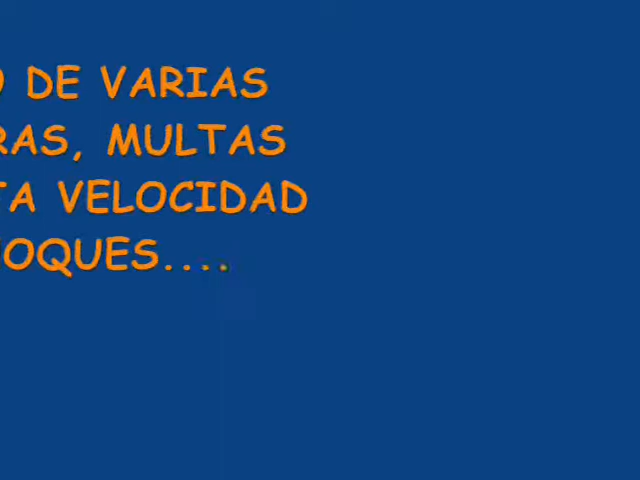 DE VARIAS
RAS, MULTAS
TA VELOCIDAD
OQUES....